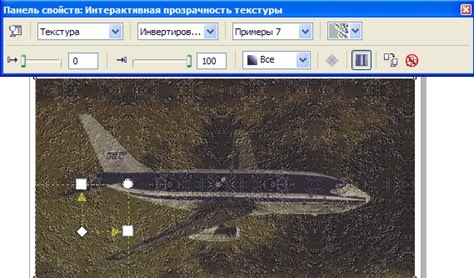 Панель свойств: Интерактивная прозрачность текстуры
Текстура Инвертиров... Примеры 7
0 100 Все